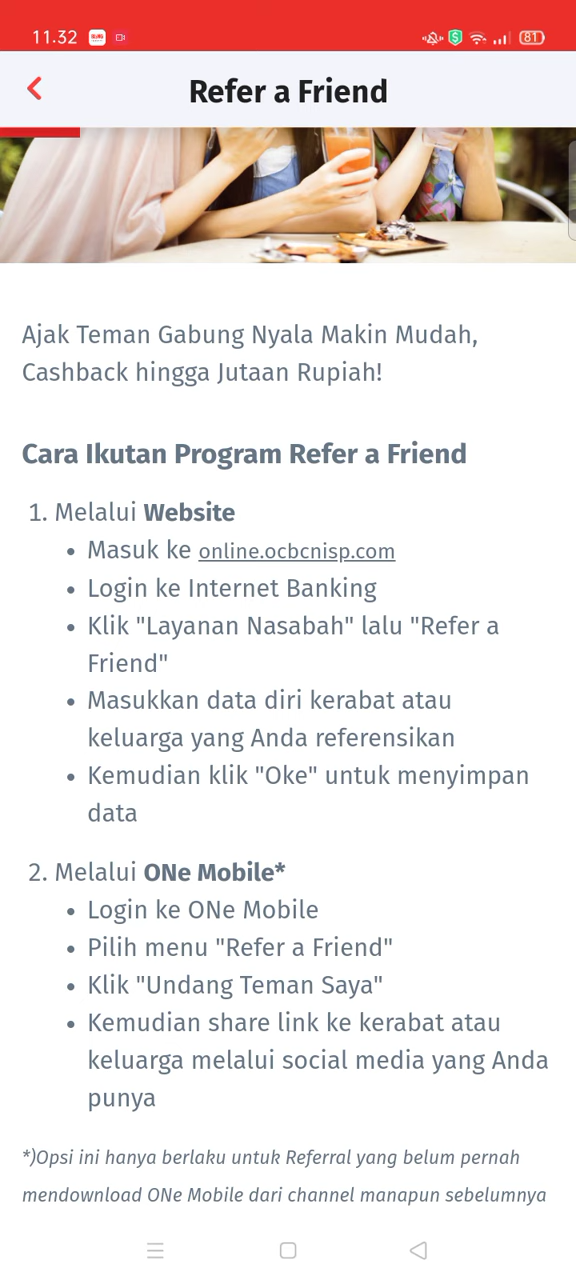 11.32
81
Refer a Friend
Ajak Teman Gabung Nyala Makin Mudah,
Cashback hingga Jutaan Rupiah!
Cara Ikutan Program Refer a Friend
1. Melalui Website
• Masuk ke online.ocbcnisp.com
• Login ke Internet Banking
• Klik "Layanan Nasabah" lalu "Refer a
Friend"
• Masukkan data diri kerabat atau
keluarga yang Anda referensikan
• Kemudian klik "Oke" untuk menyimpan
data
2. Melalui ONe Mobile*
• Login ke ONe Mobile
• Pilih menu "Refer a Friend"
• Klik "Undang Teman Saya"
• Kemudian share link ke kerabat atau
keluarga melalui social media yang Anda
punya
*)Opsi ini hanya berlaku untuk Referral yang belum pernah
mendownload ONe Mobile dari channel manapun sebelumnya